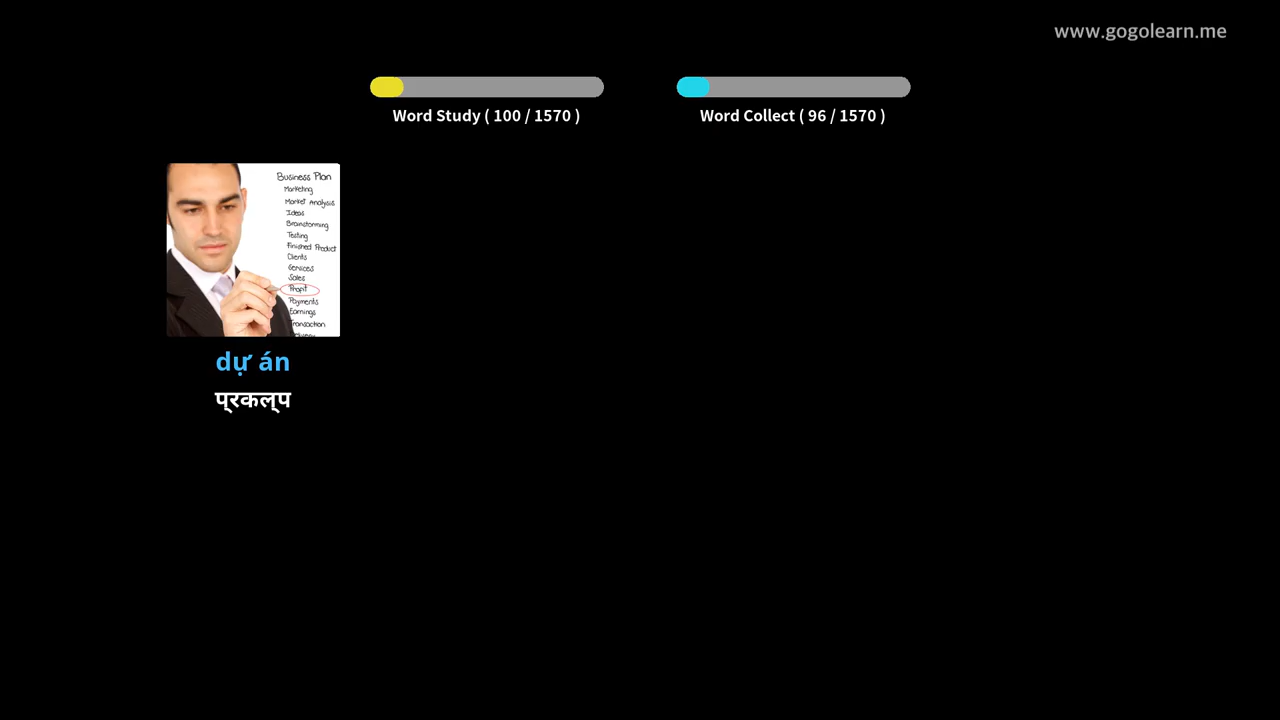 www.gogolearn.me
Word Study ( 100 / 1570 )
Word Collect ( 96 / 1570 )
Business Plan
Marketing
Market Analysis
Ideas
Brainstorming
Testing
Finished Product
Clients
Services
Sales
Profit
Payments
Earnings
Transaction
Delivery
dự án
प्रकल्प